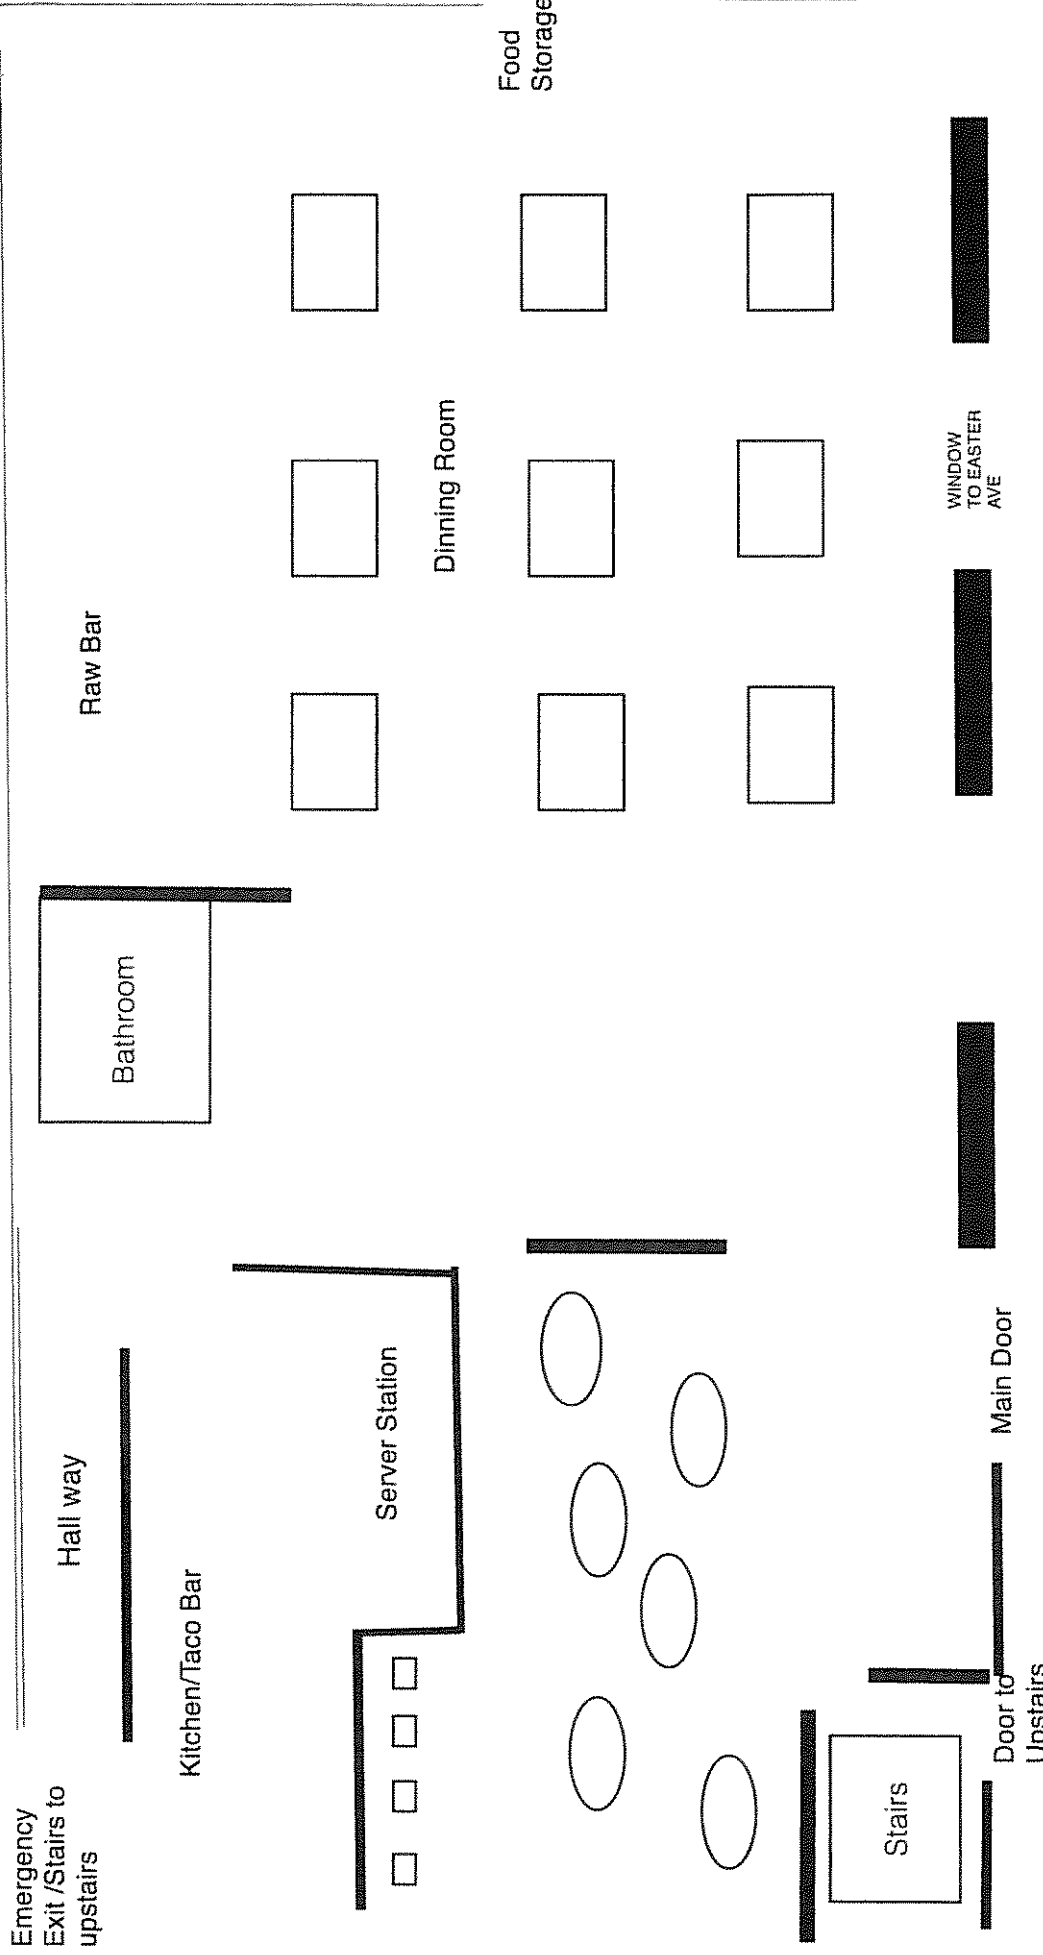 Emergency
Exit /Stairs to
upstairs
Hall way
Raw Bar
Bathroom
Kitchen/Taco Bar
Server Station
Dinning Room
Food
Storage
Stairs
Door to
Upstairs
Main Door
WINDOW
TO EASTER
AVE